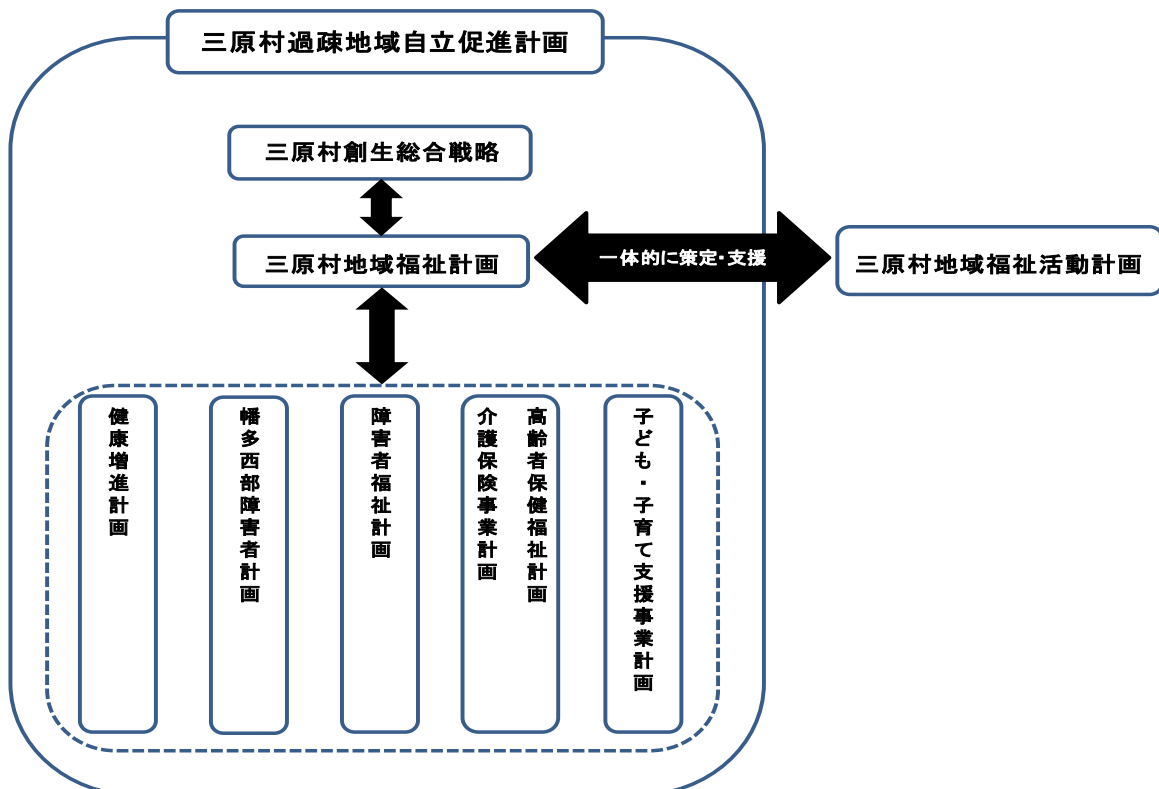 三原村過疎地域自立促進計画
三原村創生総合戦略
三原村地域福祉計画
一体的に策定・支援
三原村地域福祉活動計画
子ども・子育て支援事業計画
高齢者保健福祉計画
介護保険事業計画
障害者福祉計画
幡多西部障害者計画
健康増進計画